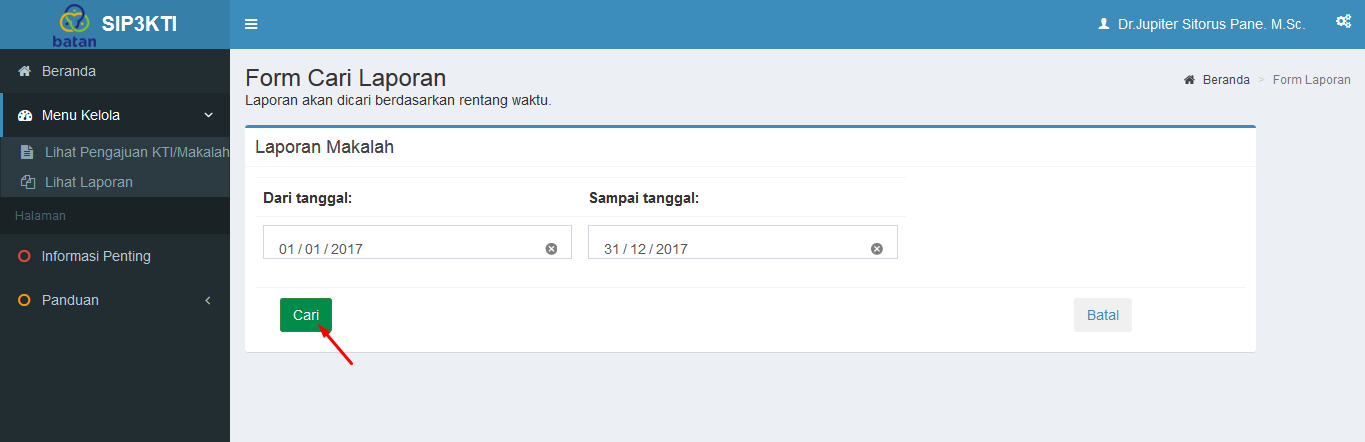 batan
SIP3KTI
Dr.Jupiter Sitorus Pane. M.Sc.
Beranda
Menu Kelola
Lihat Pengajuan KTI/Makalah
Lihat Laporan
Halaman
Informasi Penting
Panduan
Form Cari Laporan
Laporan akan dicari berdasarkan rentang waktu.
Beranda > Form Laporan
Laporan Makalah
Dari tanggal: Sampai tanggal:
01 / 01 / 2017 31 / 12 / 2017
Cari Batal